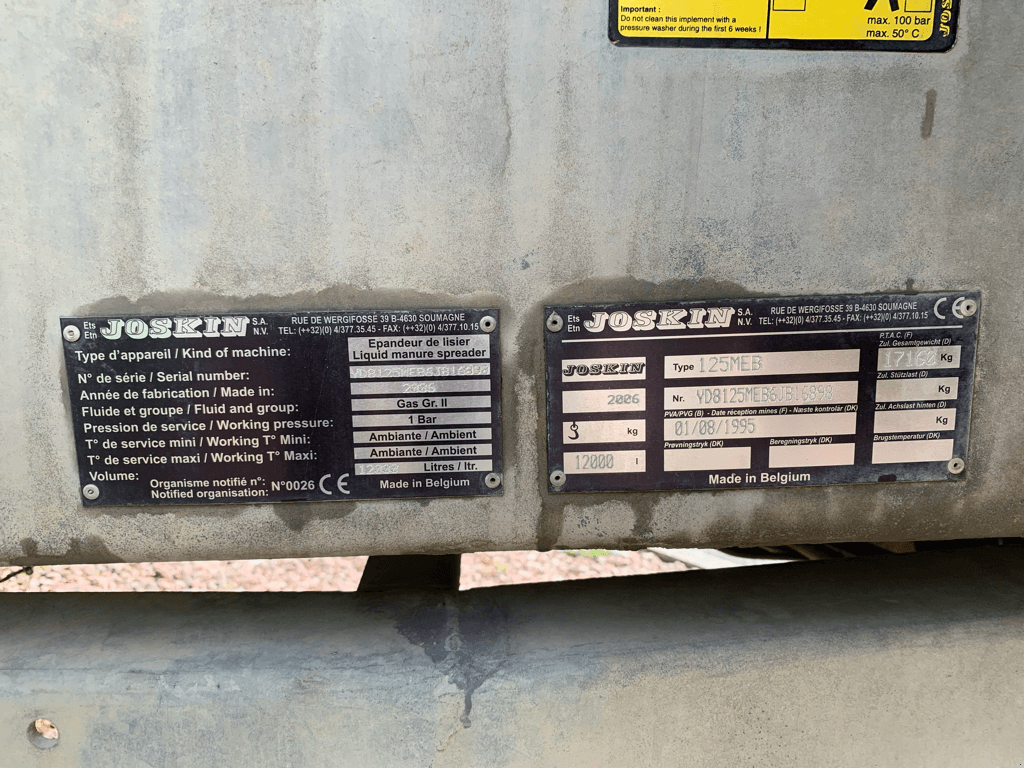 Important :
Do not clean this implement with a
pressure washer during the first 6 weeks !
max. 100 bar
max. 50° C
JOSKIN
Ets
Etn
JOSKIN
S.A.
N.V.
RUE DE WERGIFOSSE 39 B-4630 SOUMAGNE
TEL: (++32)(0) 4/377.35.45 - FAX: (++32)(0) 4/377.10.15
Type d'appareil / Kind of machine:
Epandeur de lisier
Liquid manure spreader
N° de série / Serial number:
YD8125MEB6JB16898
Année de fabrication / Made in:
2006
Fluide et groupe / Fluid and group:
Gas Gr. II
Pression de service / Working pressure:
1 Bar
T° de service mini / Working T° Mini:
Ambiante / Ambient
T° de service maxi / Working T° Maxi:
Ambiante / Ambient
Volume:
Litres / ltr.
Organisme notifié n°:
Notified organisation:
N°0026 CE
Made in Belgium
Ets
Etn
JOSKIN
S.A.
N.V.
RUE DE WERGIFOSSE 39 B-4630 SOUMAGNE
TEL: (++32)(0) 4/377.35.45 - FAX: (++32)(0) 4/377.10.15
CE
P.T.A.C. (F)
Zul. Gesamtgewicht (D)
JOSKIN
Type 125MEB
17160 Kg
Zul. Stützlast (D)
2006
Nr. YD8125MEB6JB16898
Kg
PVA/PVG (B) - Date réception mines (F) - Næste kontrolár (DK)
Zul. Achslast hinten (D)
kg
01/08/1995
Kg
Prøvningstryk (DK)
Beregningstryk (DK)
Brugstemperatur (DK)
12000 l
Made in Belgium